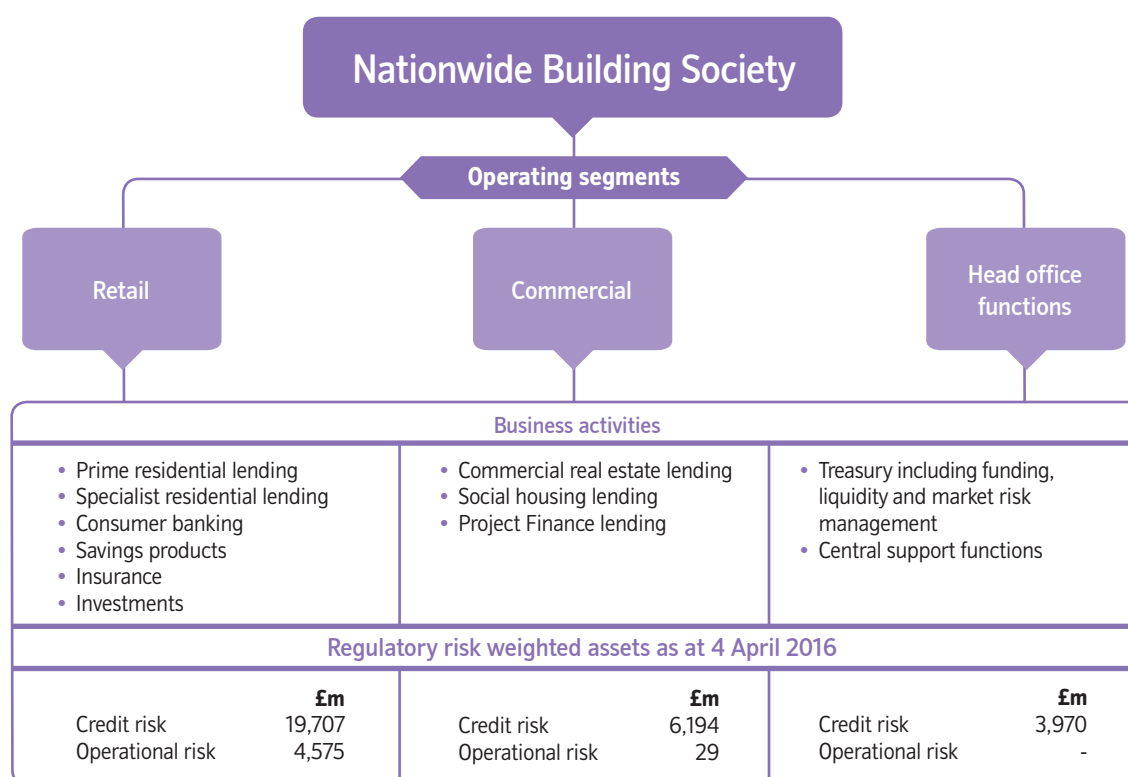 Nationwide Building Society
Operating segments
Retail
Commercial
Head office
functions
Business activities
• Prime residential lending
• Specialist residential lending
• Consumer banking
• Savings products
• Insurance
• Investments
• Commercial real estate lending
• Social housing lending
• Project Finance lending
• Treasury including funding,
liquidity and market risk
management
• Central support functions
Regulatory risk weighted assets as at 4 April 2016
£m
Credit risk 19,707
Operational risk 4,575
£m
Credit risk 6,194
Operational risk 29
£m
Credit risk 3,970
Operational risk -